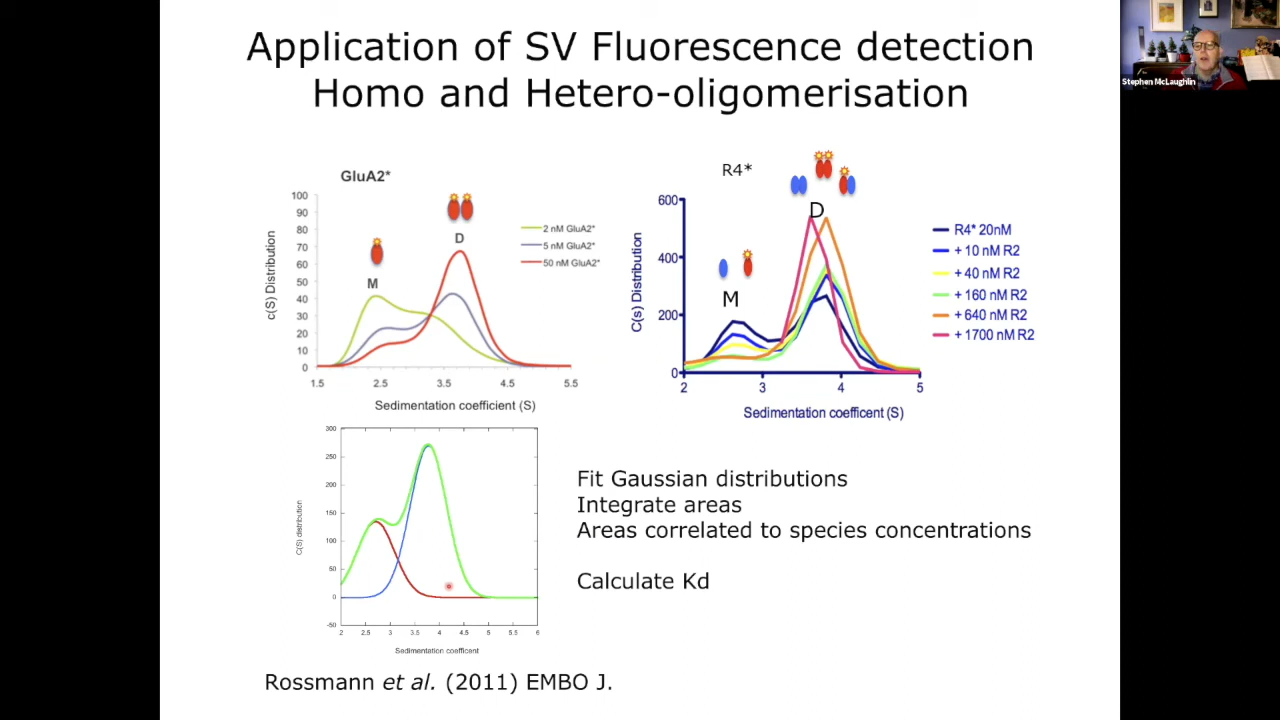 Application of SV Fluorescence detection
Homo and Hetero-oligomerisation
Stephen McLaughlin
GluA2*
100
90
80
70
60
50
40
30
20
10
0
c(S) Distribution
M
D
2 nM GluA2*
5 nM GluA2*
50 nM GluA2*
1.5 2.5 3.5 4.5 5.5
Sedimentation coefficient (S)
R4*
600
400
200
0
C(s) Distribution
M
D
R4* 20nM
+ 10 nM R2
+ 40 nM R2
+ 160 nM R2
+ 640 nM R2
+ 1700 nM R2
2 3 4 5
Sedimentation coefficent (S)
300
250
200
150
100
50
0
-50
C(S) distribution
2 2.5 3 3.5 4 4.5 5 5.5 6
Sedimentation coefficent
Fit Gaussian distributions
Integrate areas
Areas correlated to species concentrations
Calculate Kd
Rossmann et al. (2011) EMBO J.